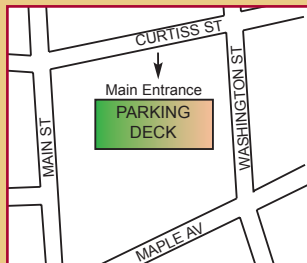 CURTISS ST
Main Entrance
PARKING
DECK
MAIN ST
WASHINGTON ST
MAPLE AV